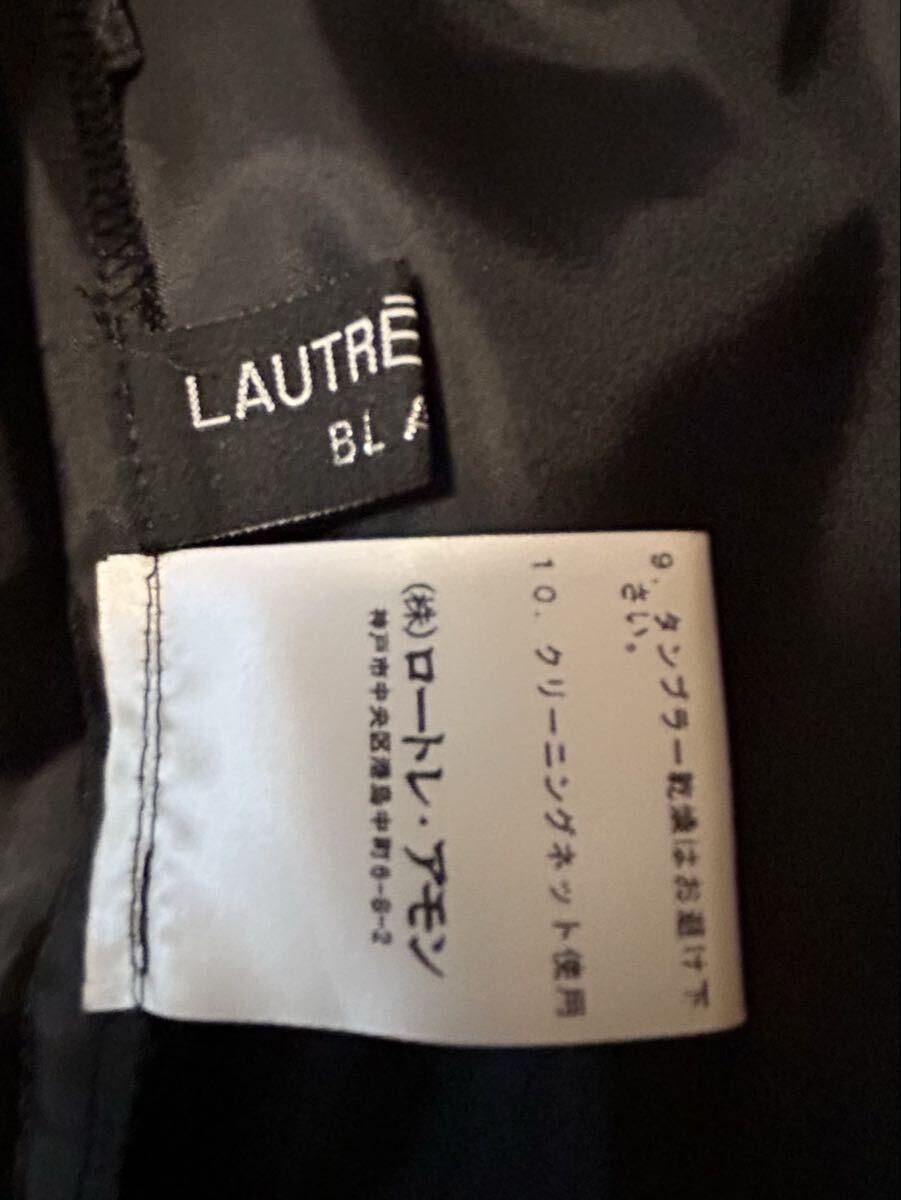 LAUTRĒ
BL A
9. タンブラー乾燥はお避け下
さい。
10. クリーニングネット使用
(株)ロートレ・アモン
神戸市中央区港島中町6-8-2